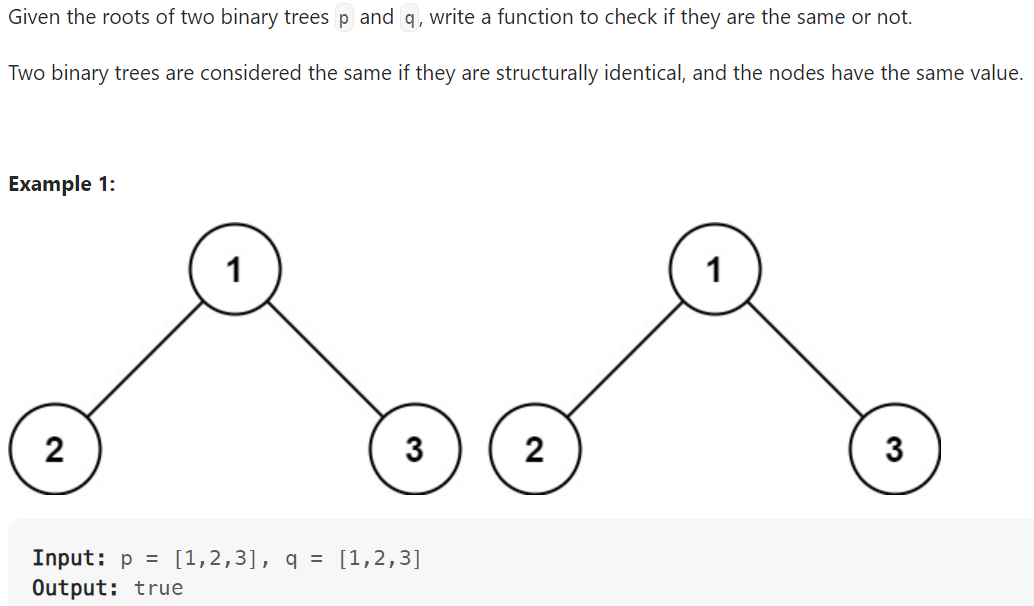 Given the roots of two binary trees p and q, write a function to check if they are the same or not.
Two binary trees are considered the same if they are structurally identical, and the nodes have the same value.
Example 1:
1 1
2 3 2 3
Input: p = [1,2,3], q = [1,2,3]
Output: true